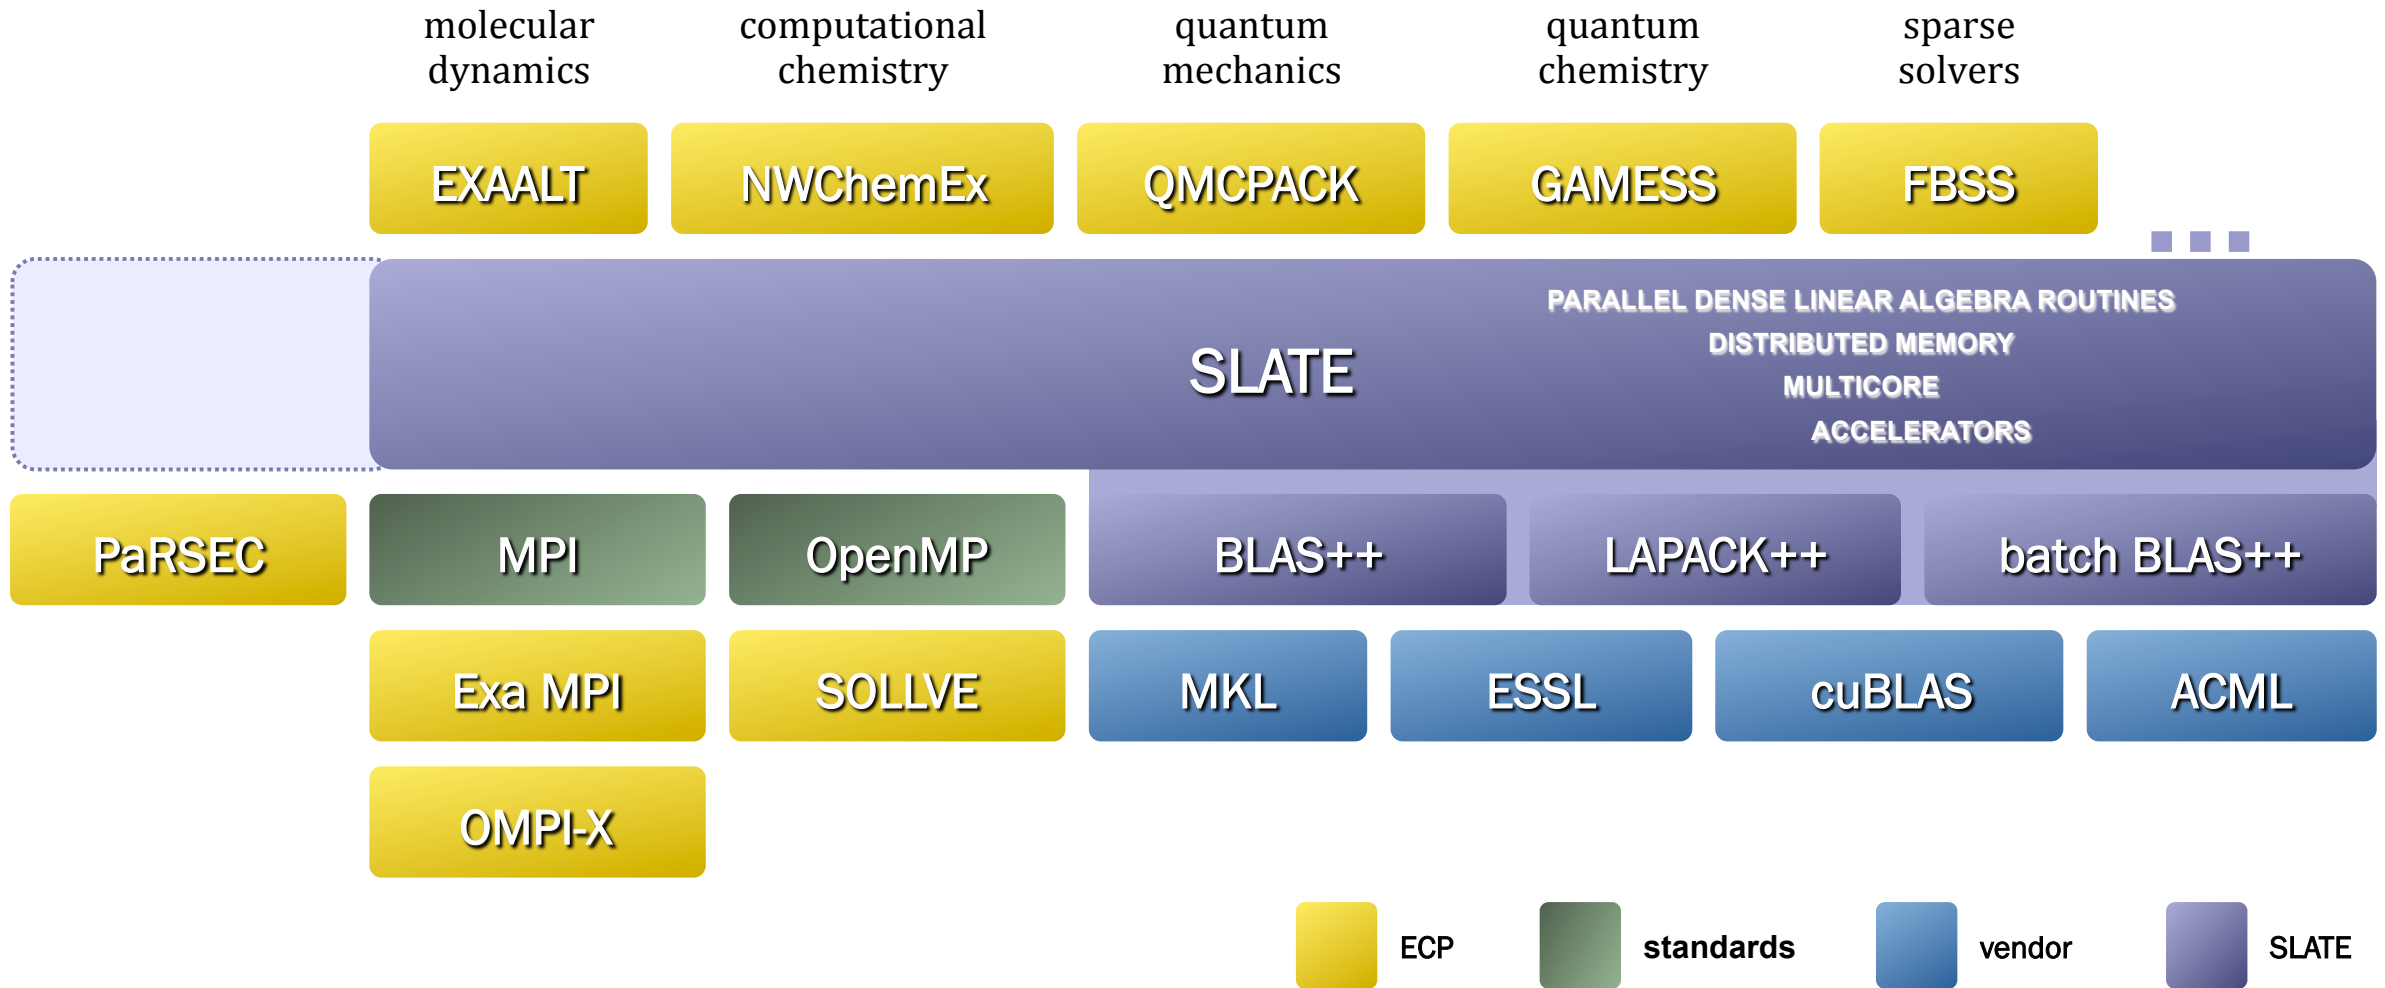 molecular
dynamics
computational
chemistry
quantum
mechanics
quantum
chemistry
sparse
solvers
EXAALT
NWChemEx
QMCPACK
GAMESS
FBSS
SLATE
PARALLEL DENSE LINEAR ALGEBRA ROUTINES
DISTRIBUTED MEMORY
MULTICORE
ACCELERATORS
PaRSEC
MPI
OpenMP
BLAS++
LAPACK++
batch BLAS++
Exa MPI
SOLLVE
MKL
ESSL
cuBLAS
ACML
OMPI-X
ECP
standards
vendor
SLATE